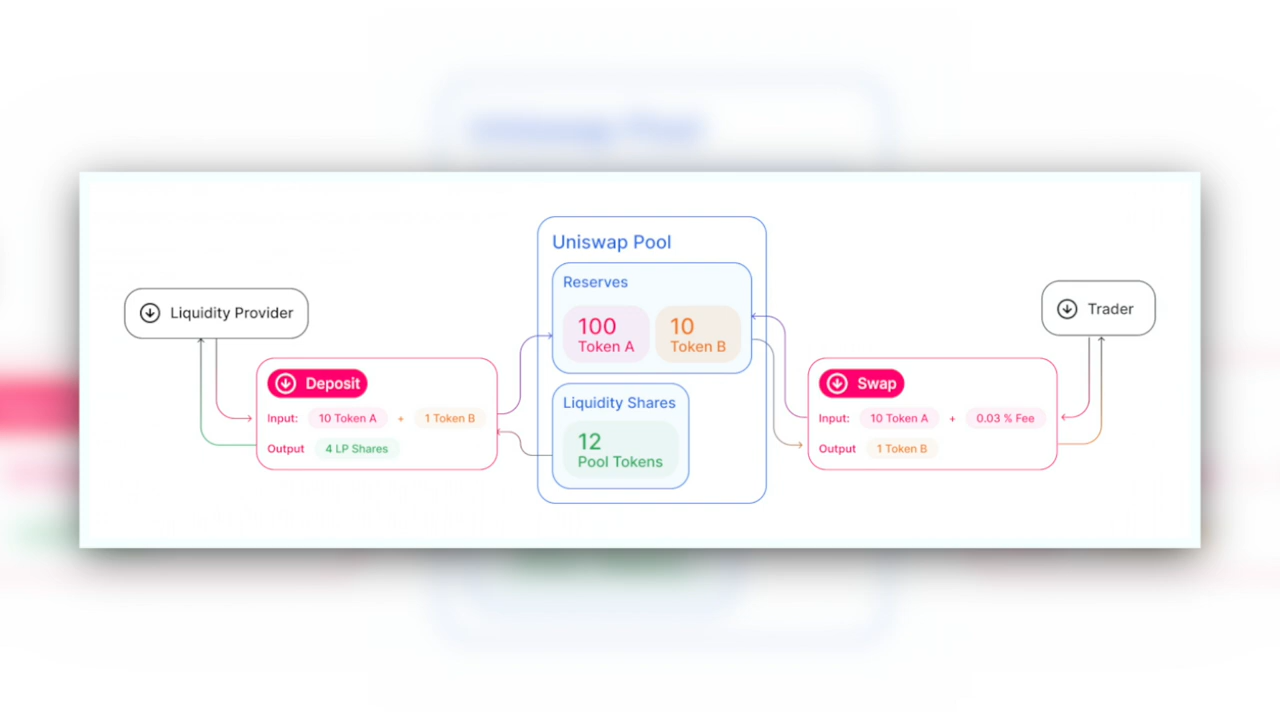 Uniswap Pool
Reserves
100
Token A
10
Token B
Liquidity Shares
12
Pool Tokens
Liquidity Provider
Deposit
Input: 10 Token A + 1 Token B
Output 4 LP Shares
Trader
Swap
Input: 10 Token A + 0.03 % Fee
Output 1 Token B